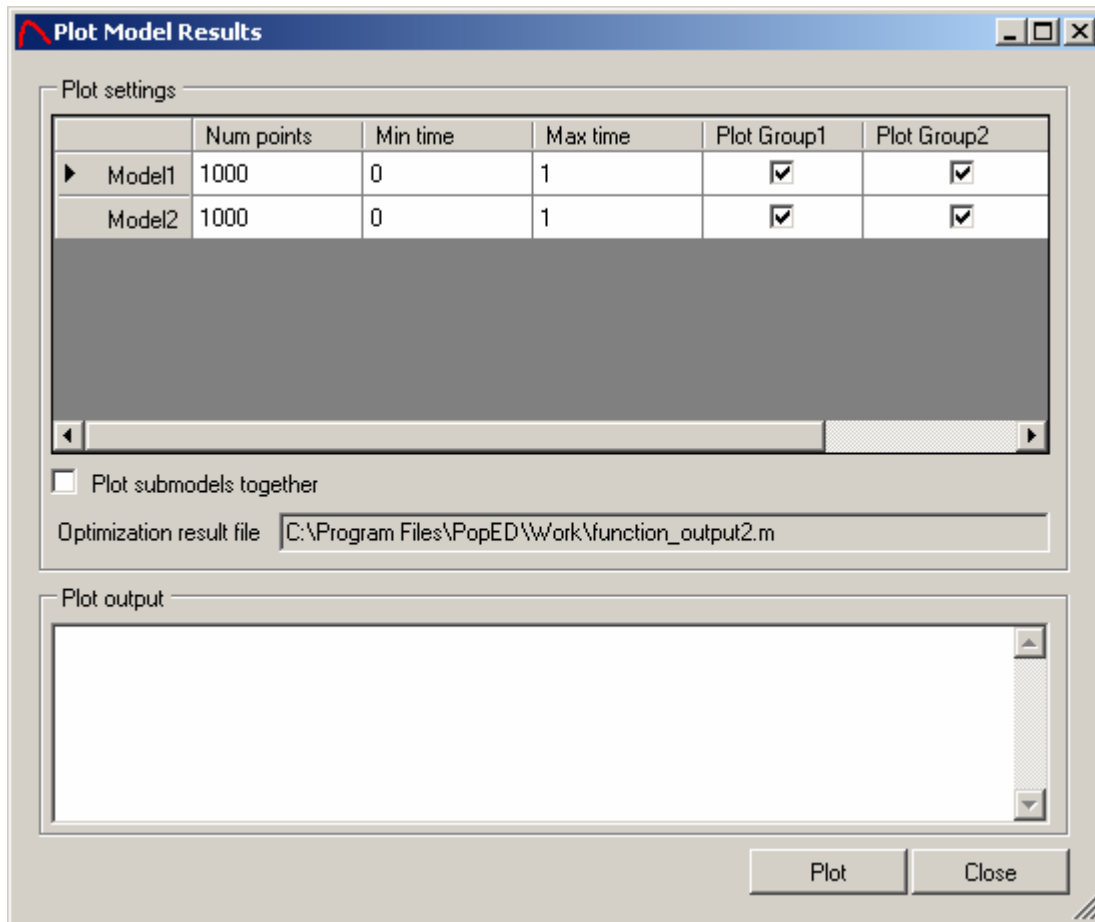 Plot Model Results
Plot settings
Num points Min time Max time Plot Group1 Plot Group2
Model1 1000 0 1
Model2 1000 0 1
Plot submodels together
Optimization result file C:\Program Files\PopED\Work\function_output2.m
Plot output
Plot Close